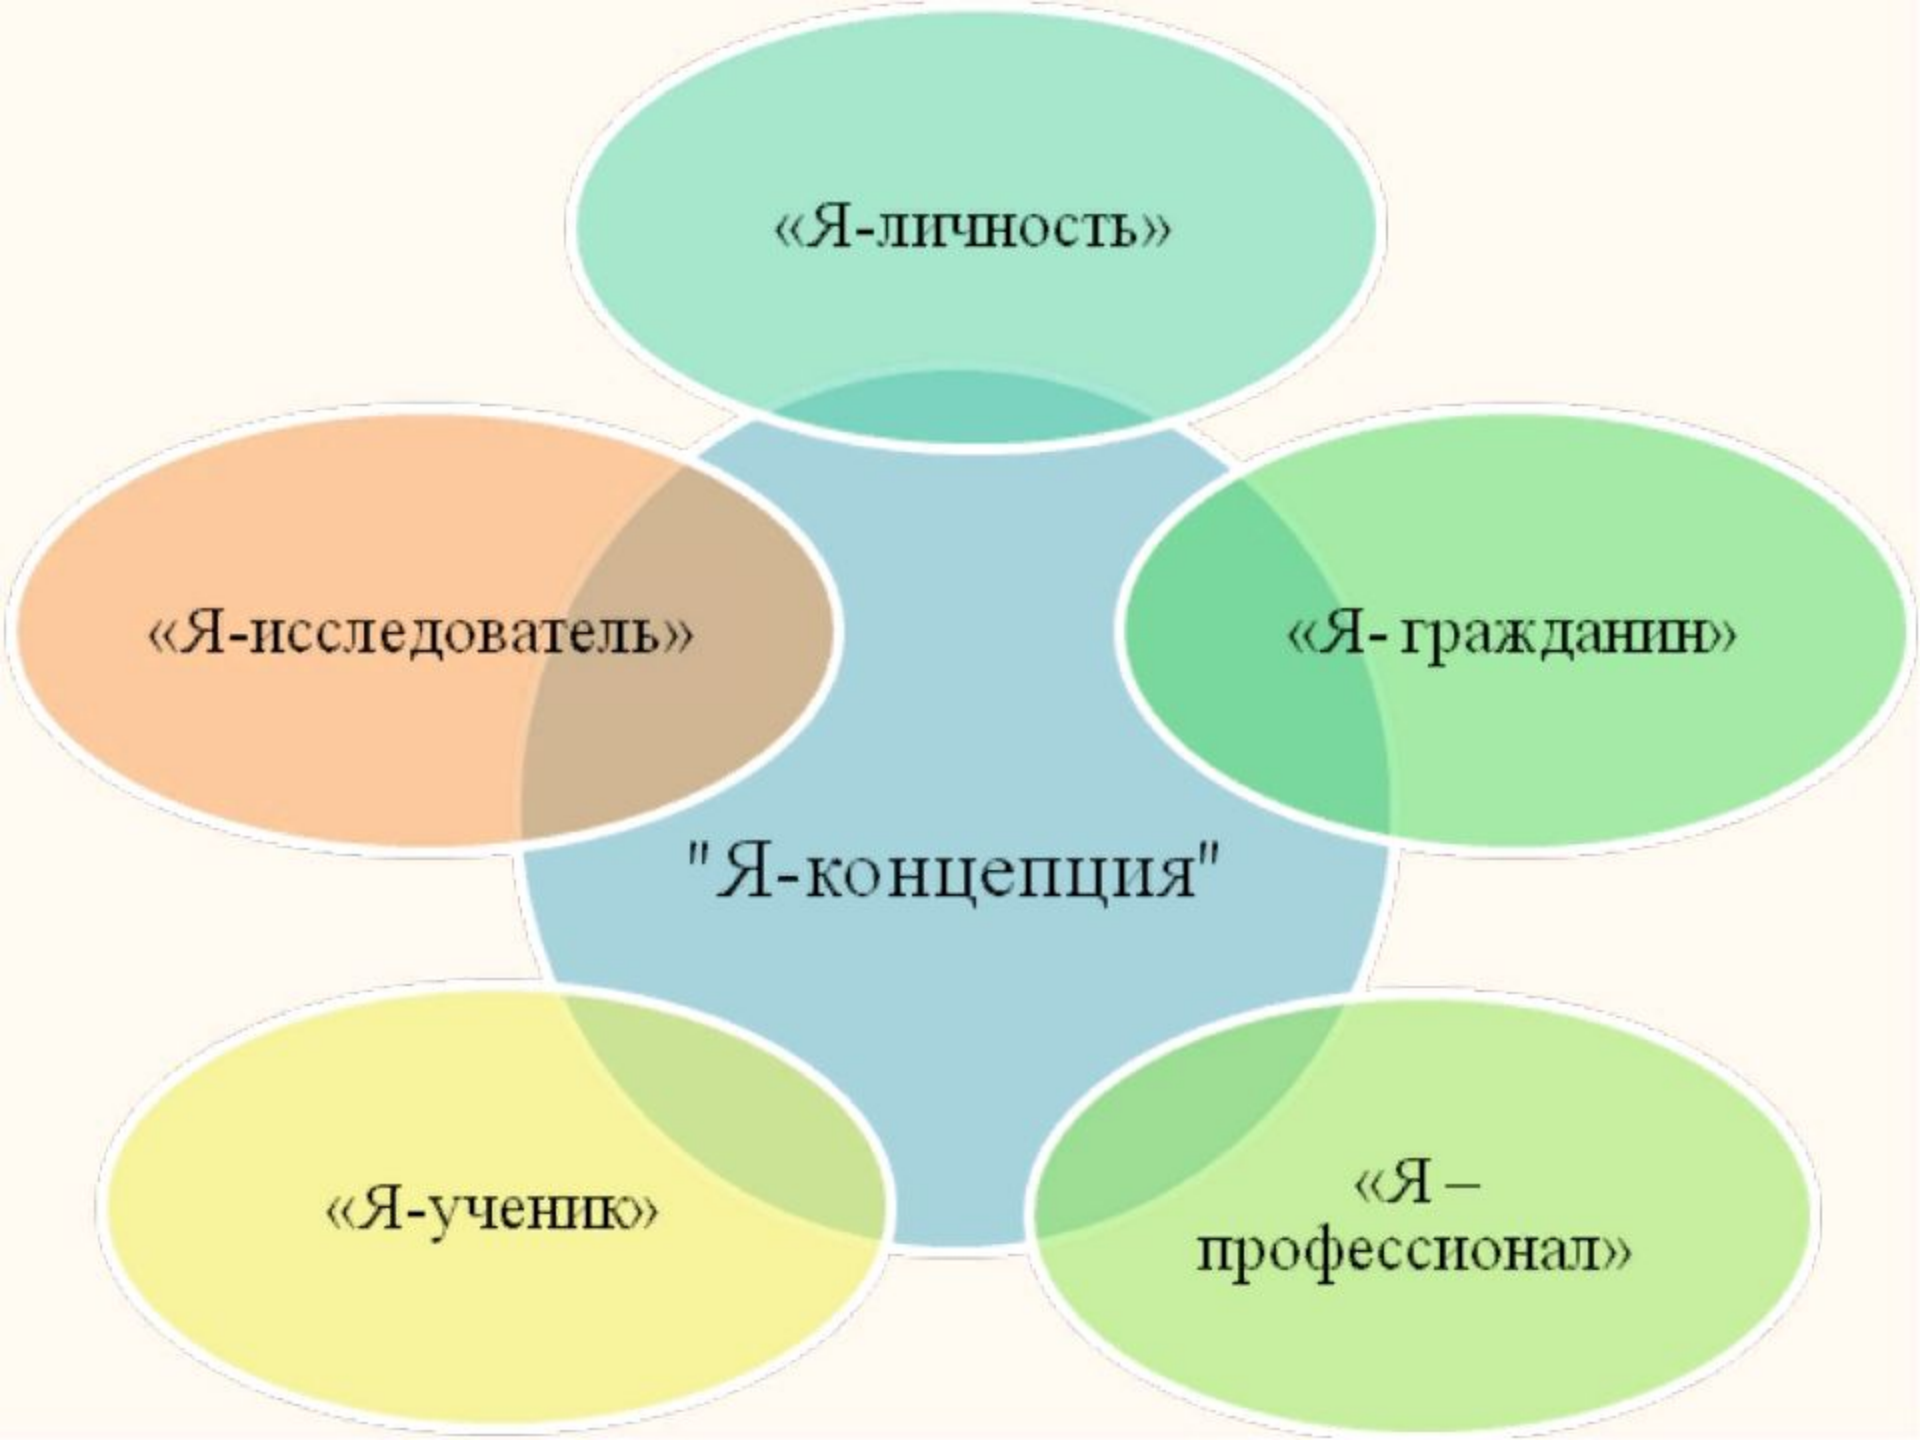 «Я-личность»
«Я-исследователь»
«Я- гражданин»
"Я-концепция"
«Я-ученик»
«Я –
профессионал»